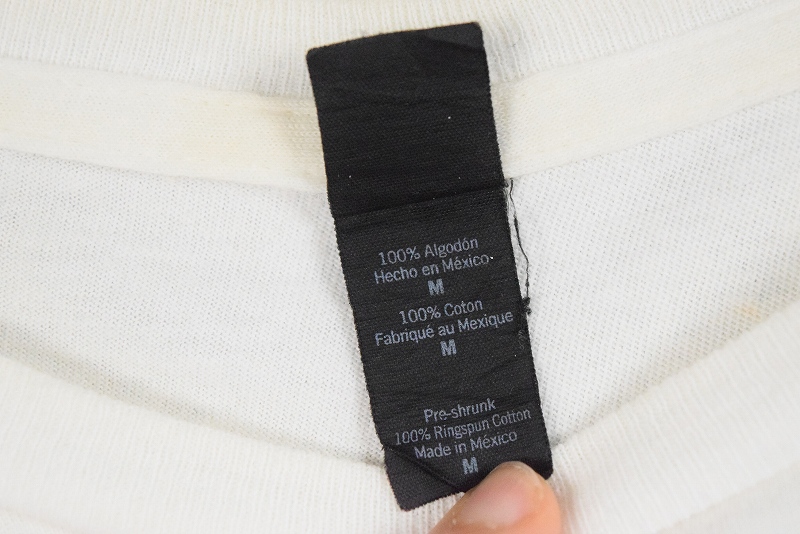 100% Algodón
Hecho en México
M
100% Coton
Fabriqué au Mexique
M
Pre-shrunk
100% Ringspun Cotton
Made in México
M